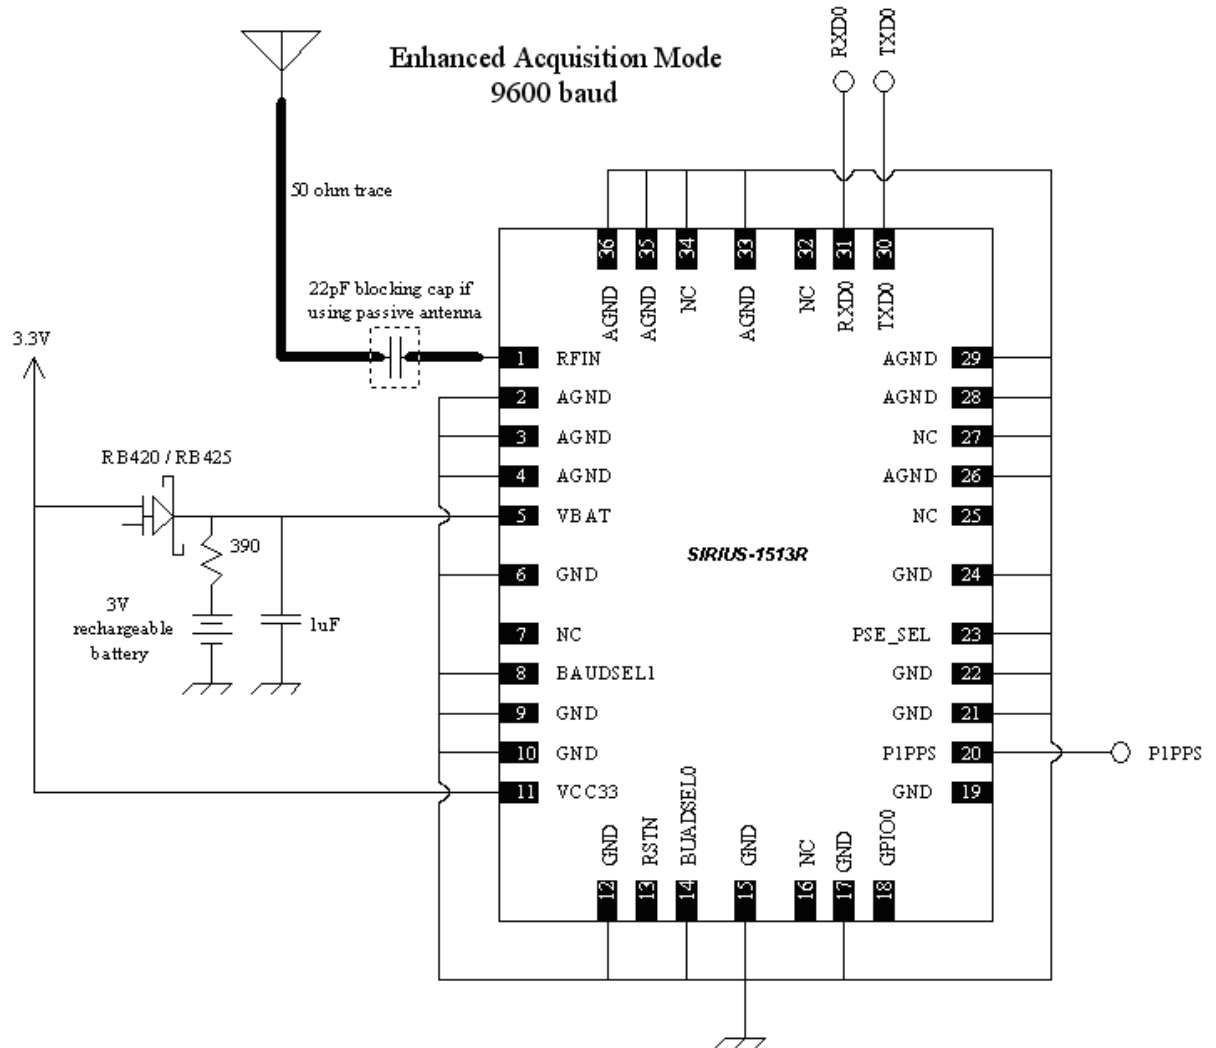 Enhanced Acquisition Mode
9600 baud
RXD0
TXD0
50 ohm trace
22pF blocking cap if
using passive antenna
3.3V
RB420 / RB425
390
3V
rechargeable
battery
1uF
36
35
34
33
32
31
30
AGND
AGND
NC
AGND
NC
RXD0
TXD0
1 RFIN
2 AGND
3 AGND
4 AGND
5 VBAT
6 GND
7 NC
8 BAUDSEL1
9 GND
10 GND
11 VCC33
SIRIUS-1513R
AGND 29
AGND 28
NC 27
AGND 26
NC 25
GND 24
PSE_SEL 23
GND 22
GND 21
P1PPS 20
P1PPS
GND 19
GND
RSTN
BUADSEL0
GND
NC
GND
GPIO0
12
13
14
15
16
17
18